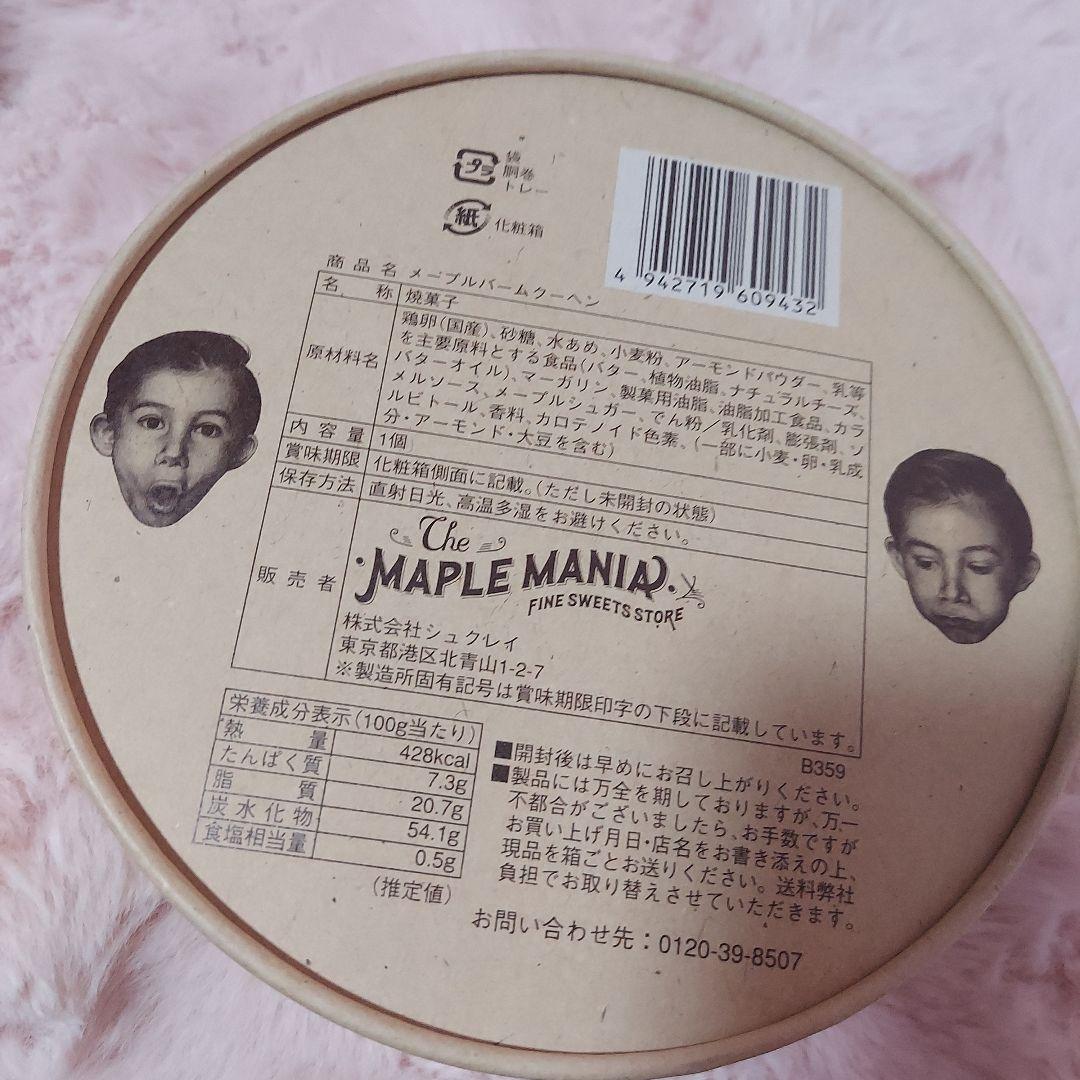 プラ
袋
胴巻
トレー
紙
化粧箱
4 942719 609432
商品名 メープルバームクーヘン
名称 焼菓子
原材料名 鶏卵(国産)、砂糖、水あめ、小麦粉、アーモンドパウダー、乳等
を主要原料とする食品(バター、植物油脂、ナチュラルチーズ、
バターオイル)、マーガリン、製菓用油脂、油脂加工食品、カラ
メルソース、メープルシュガー、でん粉/乳化剤、膨張剤、ソ
ルビトール、香料、カロテノイド色素、(一部に小麦・卵・乳成
分・アーモンド・大豆を含む)
内容量 1個
賞味期限 化粧箱側面に記載。(ただし未開封の状態)
保存方法 直射日光、高温多湿をお避けください。
販売者
The
MAPLE MANIA
FINE SWEETS STORE
株式会社シュクレイ
東京都港区北青山1-2-7
※製造所固有記号は賞味期限印字の下段に記載しています。
B359
栄養成分表示(100g当たり)
熱量 428kcal
たんぱく質 7.3g
脂質 20.7g
炭水化物 54.1g
食塩相当量 0.5g
(推定値)
■開封後は早めにお召し上がりください。
■製品には万全を期しておりますが、万一
不都合がございましたら、お手数ですが
お買い上げ月日・店名をお書き添えの上、
現品を箱ごとお送りください。送料弊社
負担でお取り替えさせていただきます。
お問い合わせ先：0120-39-8507